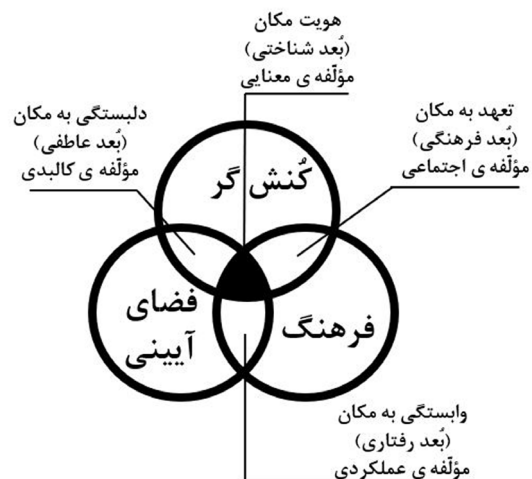 هویت مکان
(بُعد شناختی)
مؤلّفه ی معنایی
تعهد به مکان
(بُعد فرهنگی)
مؤلّفه ی اجتماعی
دلبستگی به مکان
(بُعد عاطفی)
مؤلّفه ی کالبدی
کُنش گر
فرهنگ
فضای
آیینی
وابستگی به مکان
(بُعد رفتاری)
مؤلّفه ی عملکردی